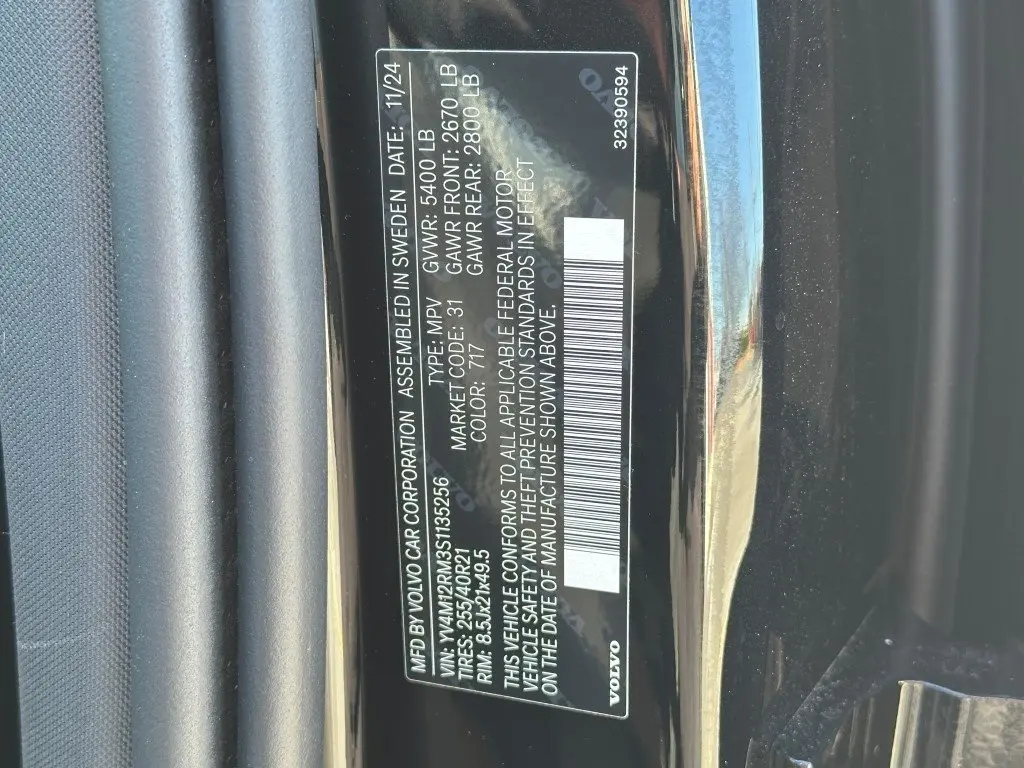 MFD BY VOLVO CAR CORPORATION ASSEMBLED IN SWEDEN DATE: 11/24
VIN: YV4M12RM3S1135256 TYPE: MPV GVWR: 5400 LB
TIRES: 255/40R21 MARKET CODE: 31 GAWR FRONT: 2670 LB
RIM: 8.5Jx21x49.5 COLOR: 717 GAWR REAR: 2800 LB
THIS VEHICLE CONFORMS TO ALL APPLICABLE FEDERAL MOTOR
VEHICLE SAFETY AND THEFT PREVENTION STANDARDS IN EFFECT
ON THE DATE OF MANUFACTURE SHOWN ABOVE.
VOLVO 32390594